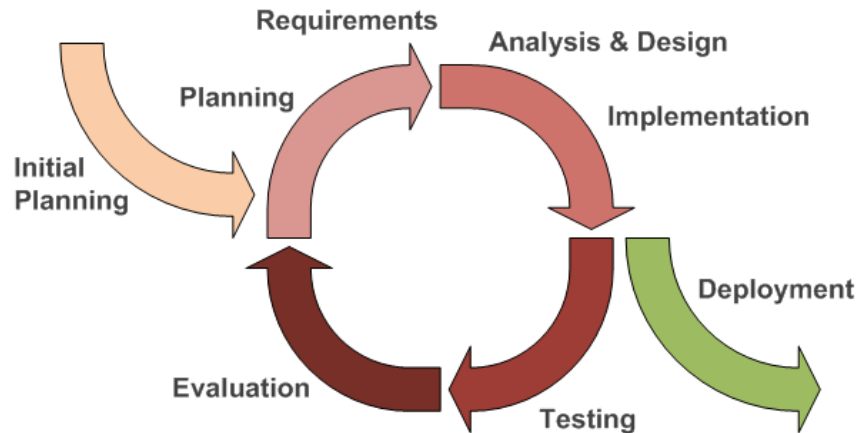 Requirements
Analysis & Design
Planning
Implementation
Initial
Planning
Deployment
Evaluation
Testing